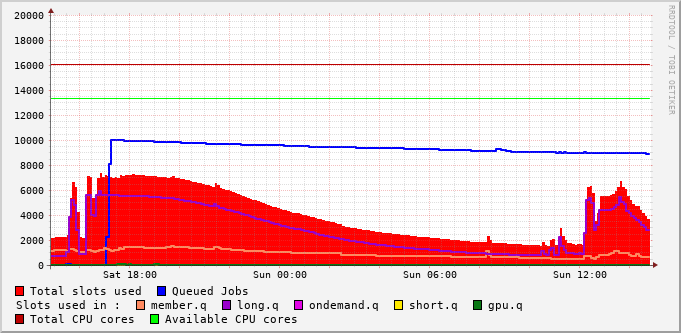 RRDTOOL / TOBI OETIKER
20000
18000
16000
14000
12000
10000
8000
6000
4000
2000
0
Sat 18:00 Sun 00:00 Sun 06:00 Sun 12:00
Total slots used Queued Jobs
Slots used in : member.q long.q ondemand.q short.q gpu.q
Total CPU cores Available CPU cores